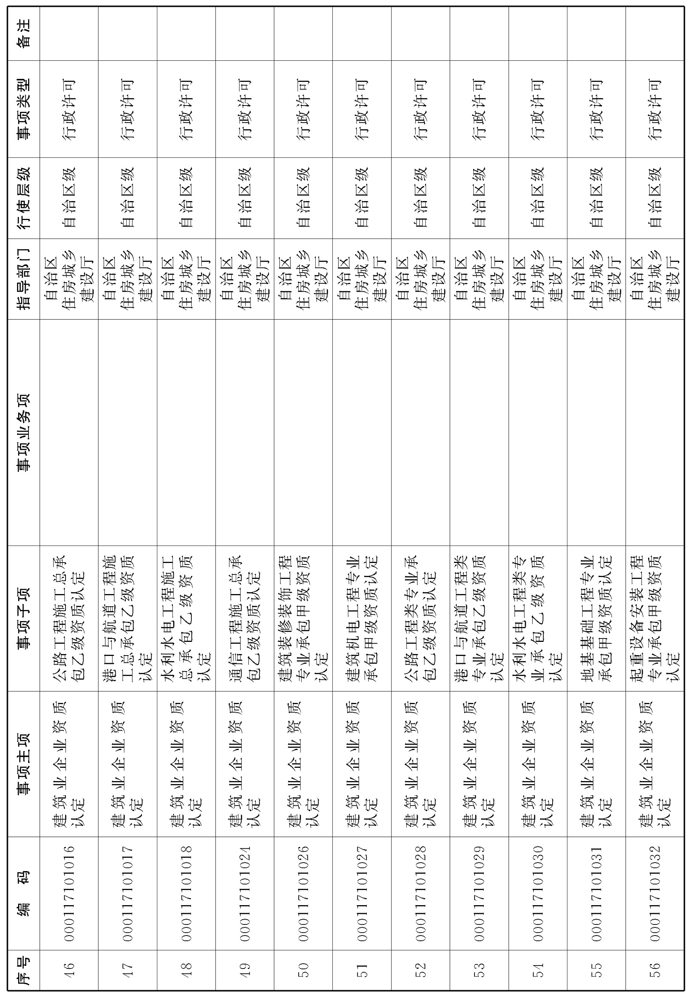 序号 编 码 事项主项 事项子项 事项业务项 指导部门 行使层级 事项类型 备注
46 000117101016 建筑业企业资质认定 公路工程施工总承包乙级资质认定 自治区住房城乡建设厅 自治区级 行政许可
47 000117101017 建筑业企业资质认定 港口与航道工程施工总承包乙级资质认定 自治区住房城乡建设厅 自治区级 行政许可
48 000117101018 建筑业企业资质认定 水利水电工程施工总承包乙级资质认定 自治区住房城乡建设厅 自治区级 行政许可
49 000117101024 建筑业企业资质认定 通信工程施工总承包乙级资质认定 自治区住房城乡建设厅 自治区级 行政许可
50 000117101026 建筑业企业资质认定 建筑装修装饰工程专业承包甲级资质认定 自治区住房城乡建设厅 自治区级 行政许可
51 000117101027 建筑业企业资质认定 建筑机电工程专业承包甲级资质认定 自治区住房城乡建设厅 自治区级 行政许可
52 000117101028 建筑业企业资质认定 公路工程类专业承包乙级资质认定 自治区住房城乡建设厅 自治区级 行政许可
53 000117101029 建筑业企业资质认定 港口与航道工程类专业承包乙级资质认定 自治区住房城乡建设厅 自治区级 行政许可
54 000117101030 建筑业企业资质认定 水利水电工程类专业承包乙级资质认定 自治区住房城乡建设厅 自治区级 行政许可
55 000117101031 建筑业企业资质认定 地基基础工程专业承包甲级资质认定 自治区住房城乡建设厅 自治区级 行政许可
56 000117101032 建筑业企业资质认定 起重设备安装工程专业承包甲级资质认定 自治区住房城乡建设厅 自治区级 行政许可